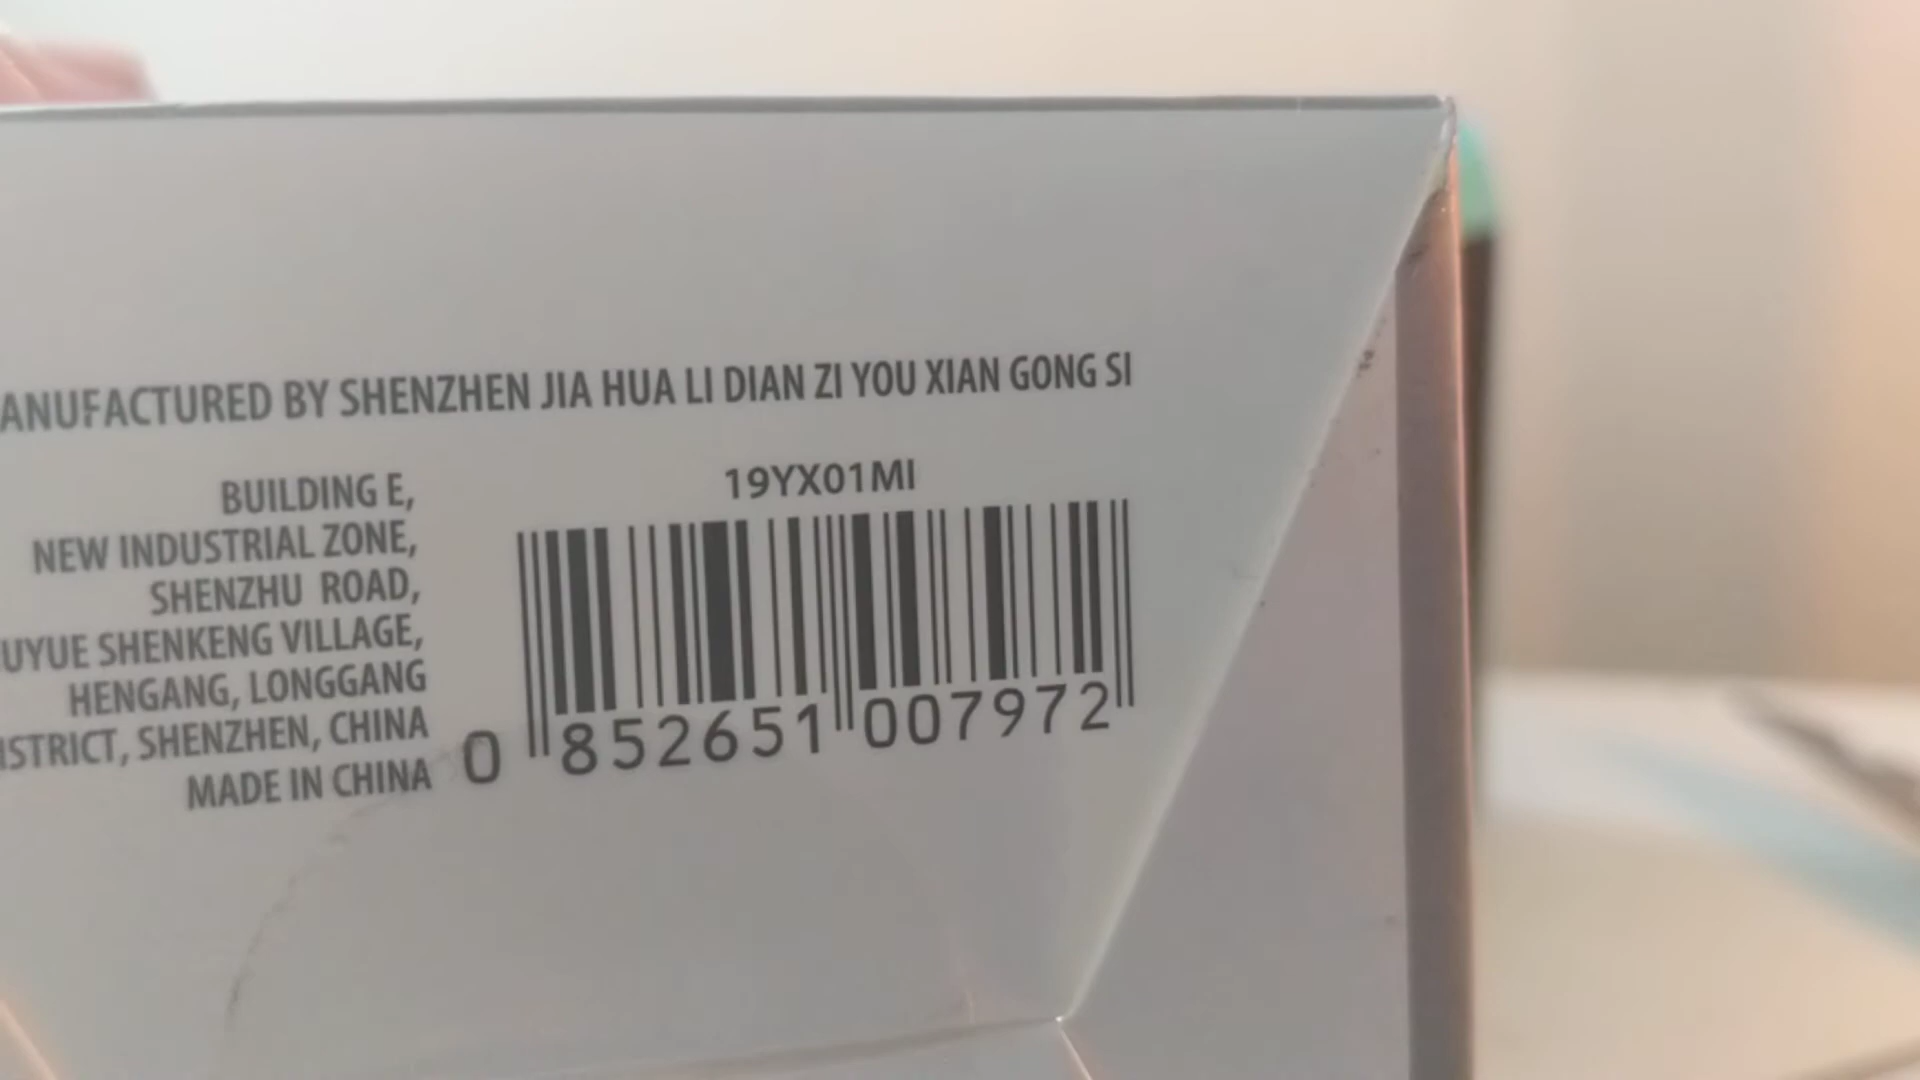 ANUFACTURED BY SHENZHEN JIA HUA LI DIAN ZI YOU XIAN GONG SI
BUILDING E,
NEW INDUSTRIAL ZONE,
SHENZHU ROAD,
UYUE SHENKENG VILLAGE,
HENGANG, LONGGANG
ISTRICT, SHENZHEN, CHINA
MADE IN CHINA
19YX01MI
0 852651 007972